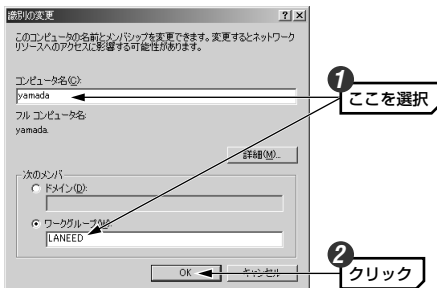 識別の変更
このコンピュータの名前とメンバシップを変更できます。変更するとネットワーク
リソースへのアクセスに影響する可能性があります。
コンピュータ名(C):
yamada
フル コンピュータ名:
yamada.
詳細(M)...
次のメンバ
ドメイン(D):
ワークグループ(W):
LANEED
OK
キャンセル
1
ここを選択
2
クリック